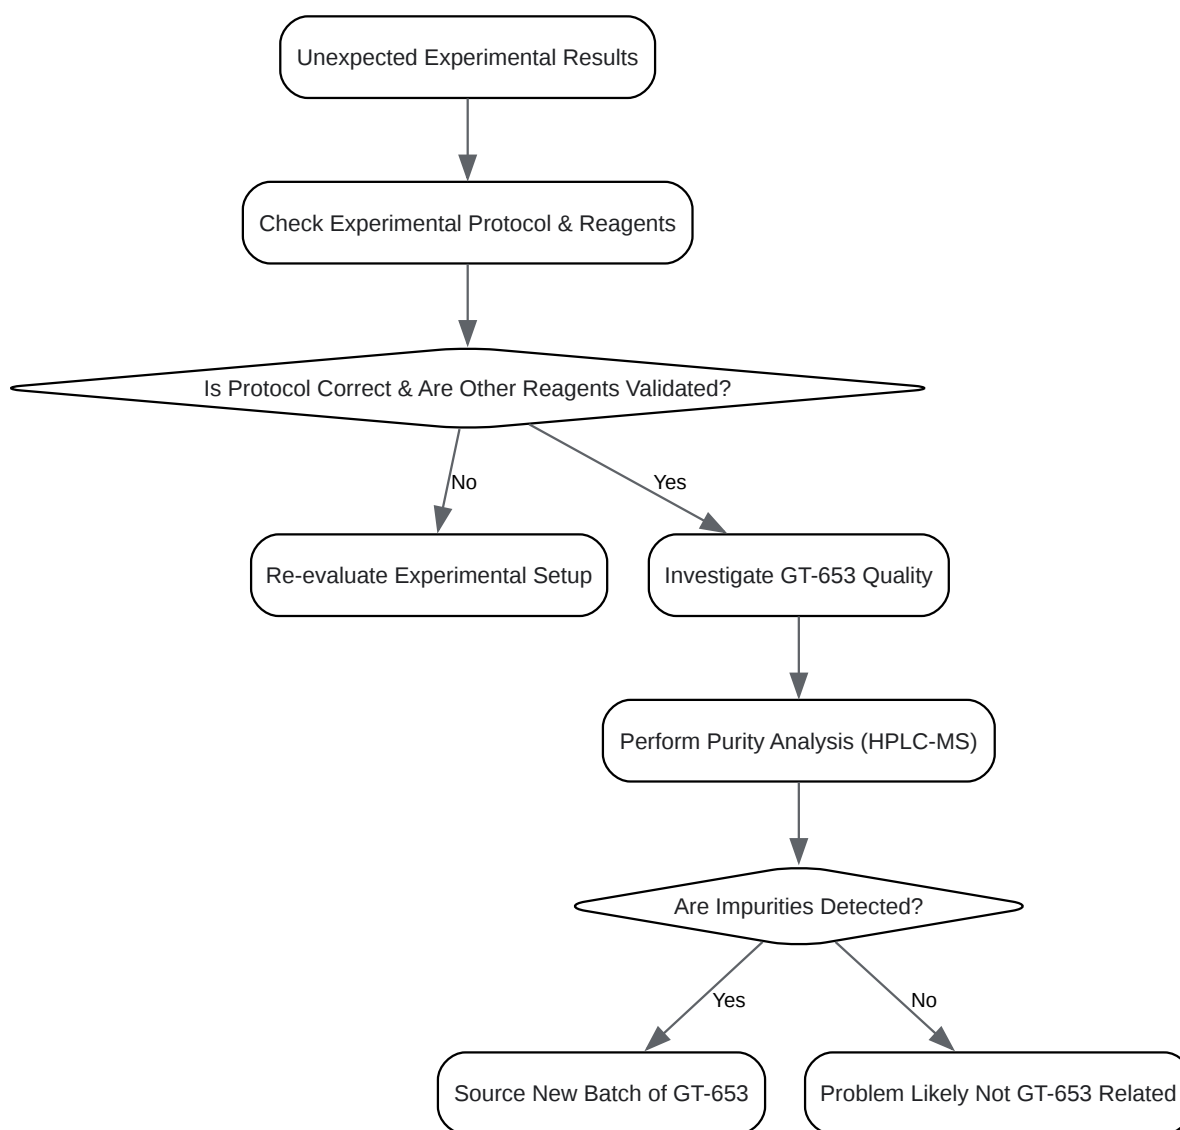 Unexpected Experimental Results
Check Experimental Protocol & Reagents
Is Protocol Correct & Are Other Reagents Validated?
No
Yes
Re-evaluate Experimental Setup
Investigate GT-653 Quality
Perform Purity Analysis (HPLC-MS)
Are Impurities Detected?
Yes
No
Source New Batch of GT-653
Problem Likely Not GT-653 Related